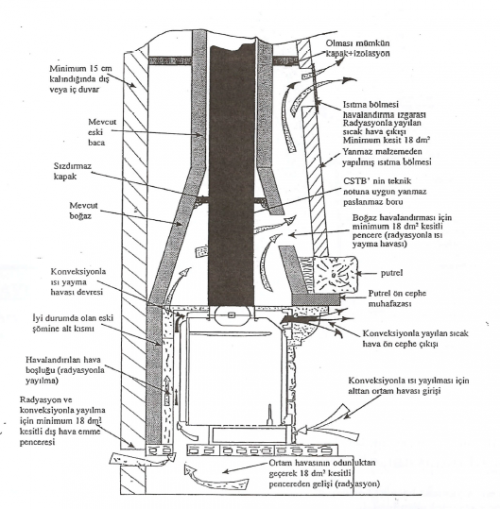 Minimum 15 cm
kalındığında dış
veya iç duvar
Mevcut
eski
baca
Sızdırmaz
kapak
Mevcut
boğaz
Konveksiyonla
ısı yayma
havası devresi
İyi durumda olan eski
şömine alt kısmı
Havalandırılan hava
boşluğu (radyasyonla
yayılma)
Radyasyon ve
konveksiyonla yayılma
için minimum 18 dm²
kesitli dış hava emme
penceresi
Olması mümkün
kapak+izolasyon
Isıtma bölmesi
havalandırma ızgarası
Radyasyonla yayılan
sıcak hava çıkışı
Minimum kesit 18 dm²
Yanmaz malzemeden
yapılmış ısıtma bölmesi
CSTB' nin teknik
notuna uygun yanmaz
paslanmaz boru
Boğaz havalandırması için
minimum 18 dm² kesitli
pencere (radyasyonla ısı
yayma havası)
putrel
Putrel ön cephe
muhafazası
Konveksiyonla yayılan sıcak
hava ön cephe çıkışı
Konveksiyonla ısı yayılması için
alttan ortam havası girişi
Ortam havasının odunluktan
geçerek 18 dm² kesitli
pencereden gelişi (radyasyon)